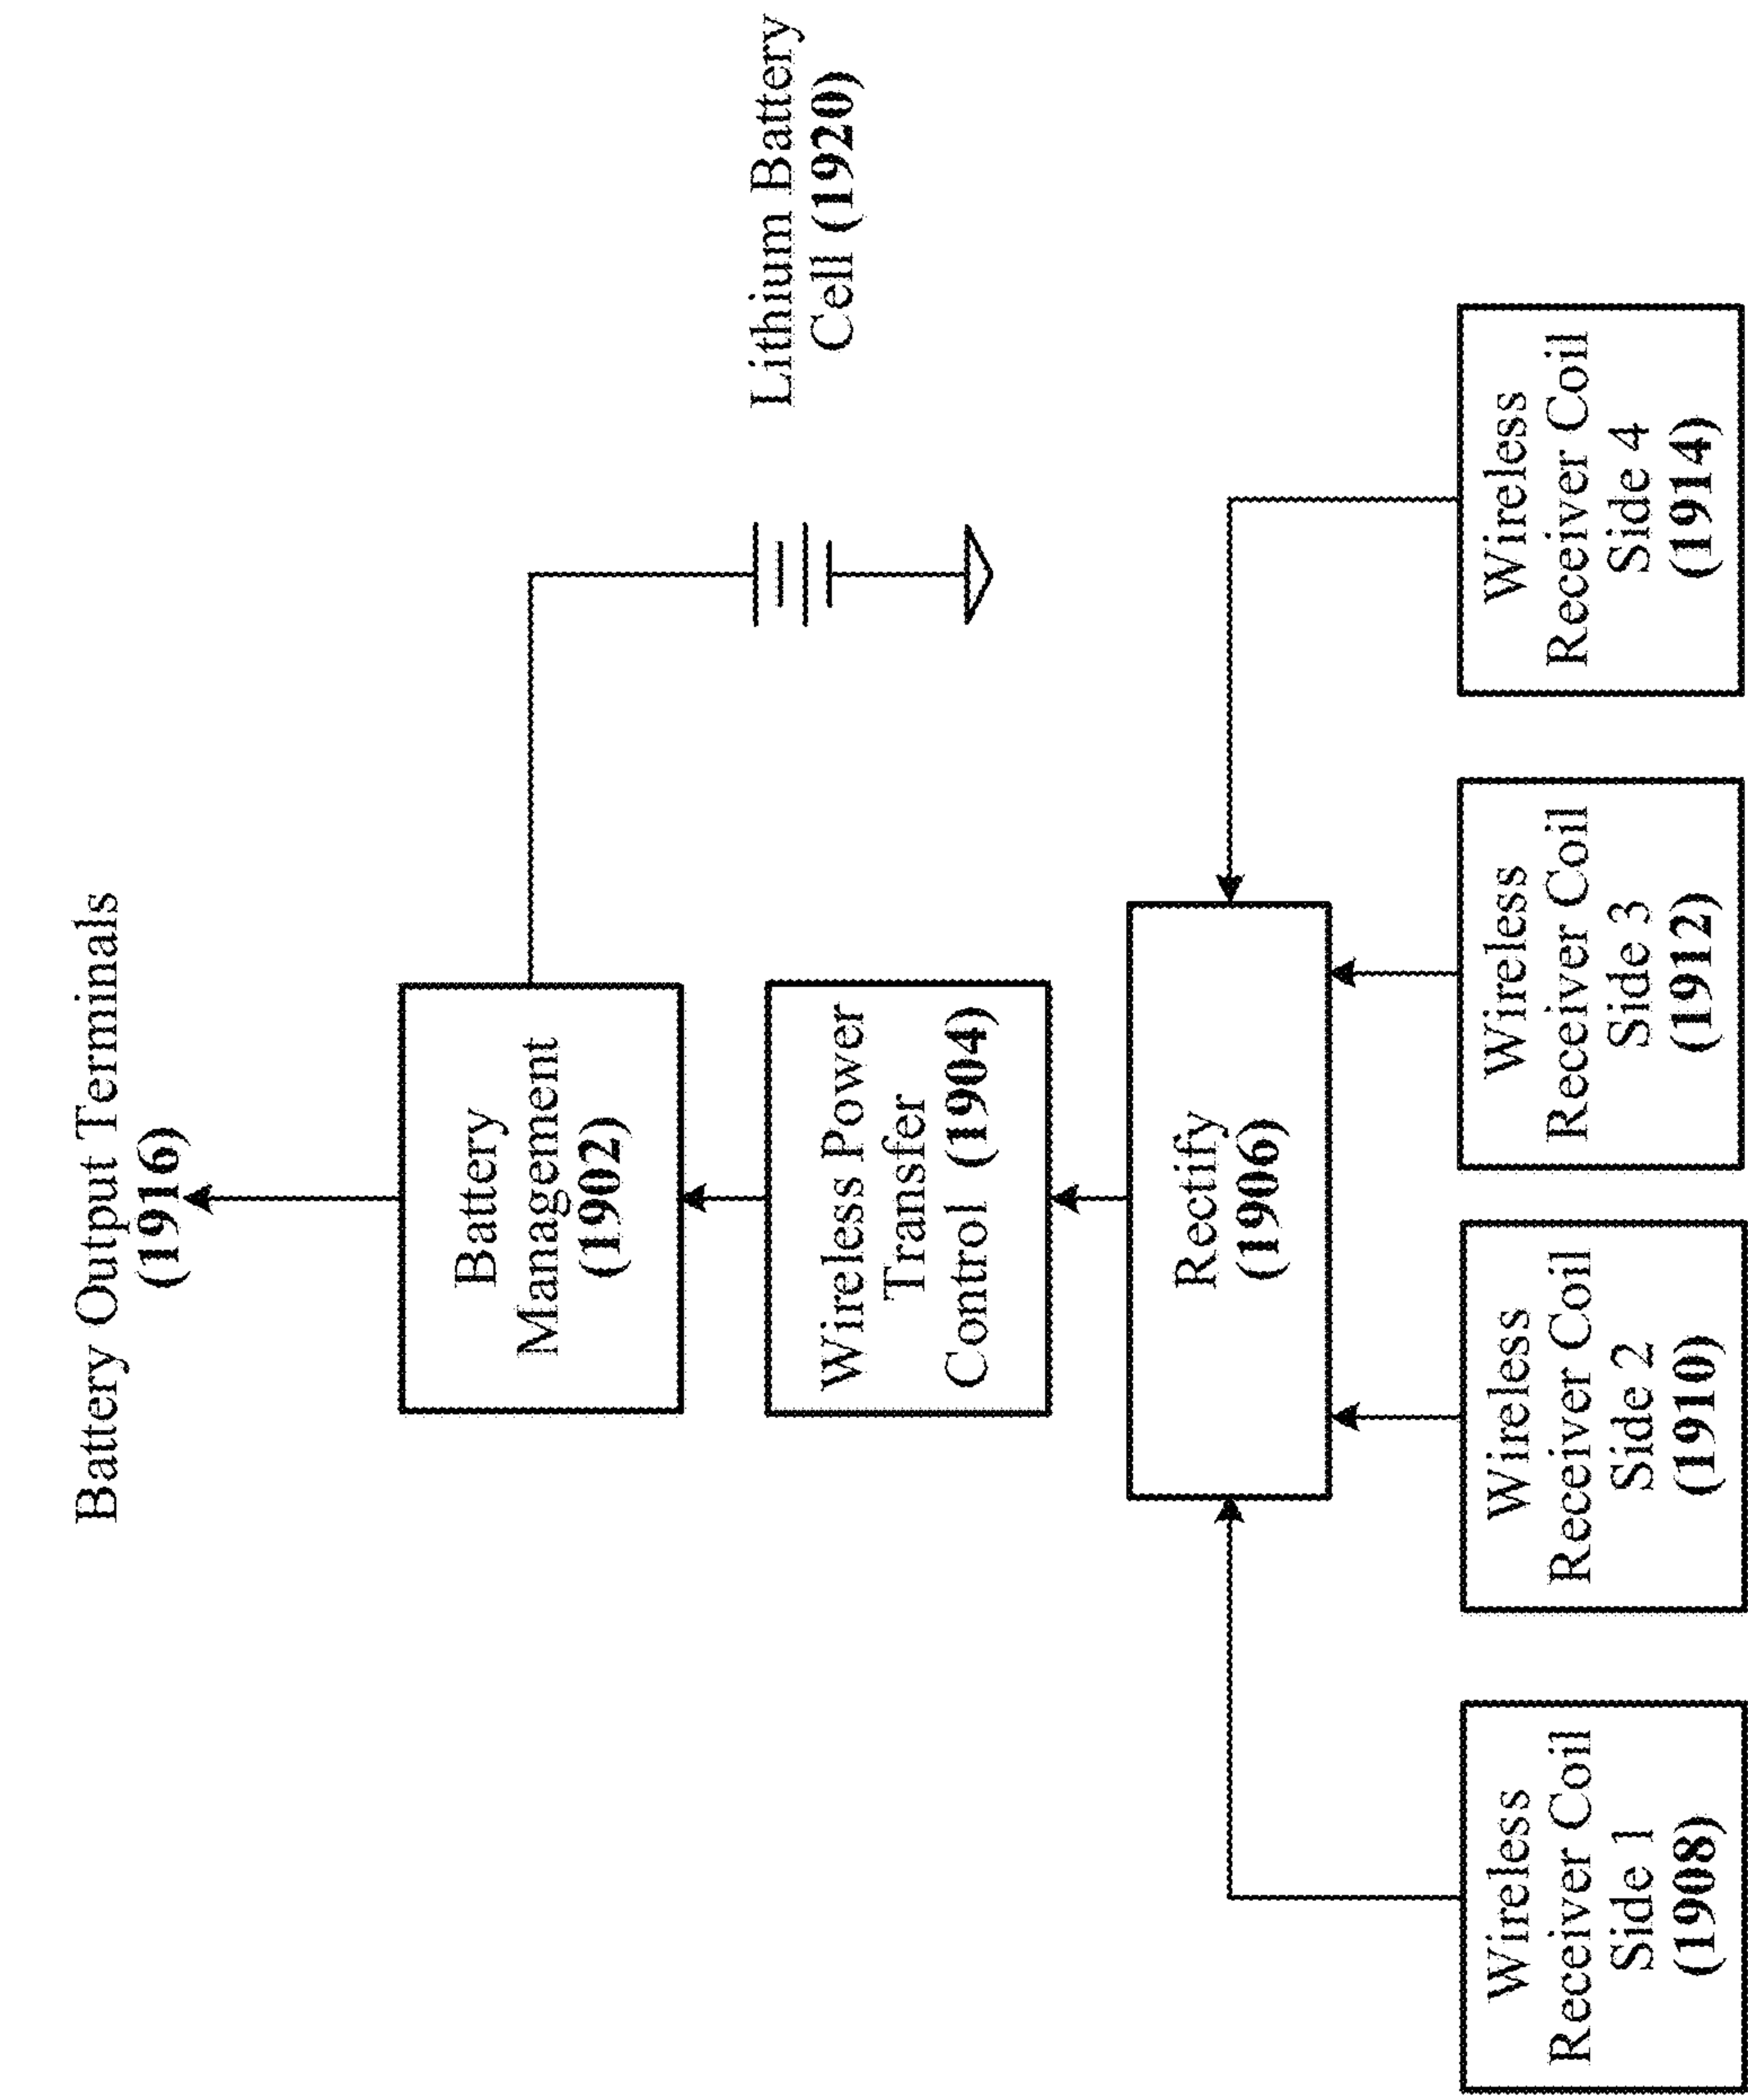 Battery Output Terminals
(1916)
Battery
Management
(1902)
Lithium Battery
Cell (1920)
Wireless Power
Transfer
Control (1904)
Rectify
(1906)
Wireless
Receiver Coil
Side 1
(1908)
Wireless
Receiver Coil
Side 2
(1910)
Wireless
Receiver Coil
Side 3
(1912)
Wireless
Receiver Coil
Side 4
(1914)